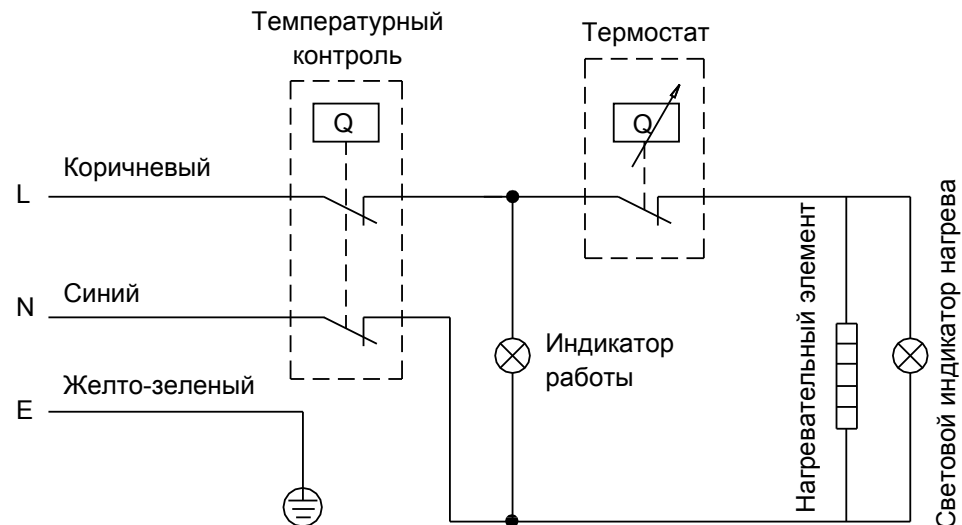 Температурный
контроль
Термостат
Q
Q
Коричневый
L
Синий
N
Индикатор
работы
Желто-зеленый
E
Нагревательный элемент
Световой индикатор нагрева